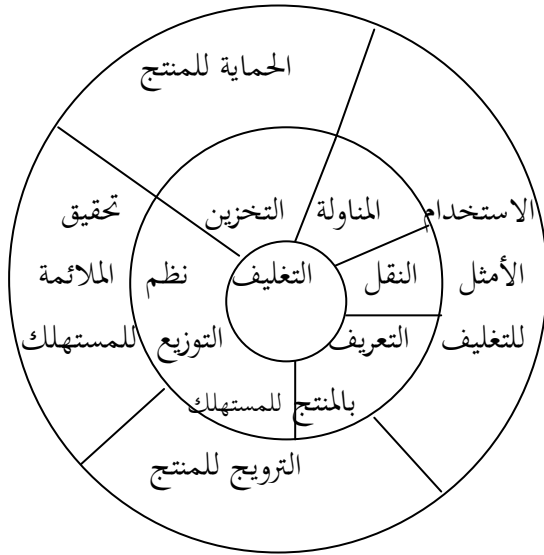 الحماية للمنتج
الاستخدام المناولة التخزين تحقيق
الأمثل النقل التغليف نظم الملائمة
للتغليف التعريف التوزيع للمستهلك
بالمنتج للمستهلك
الترويج للمنتج